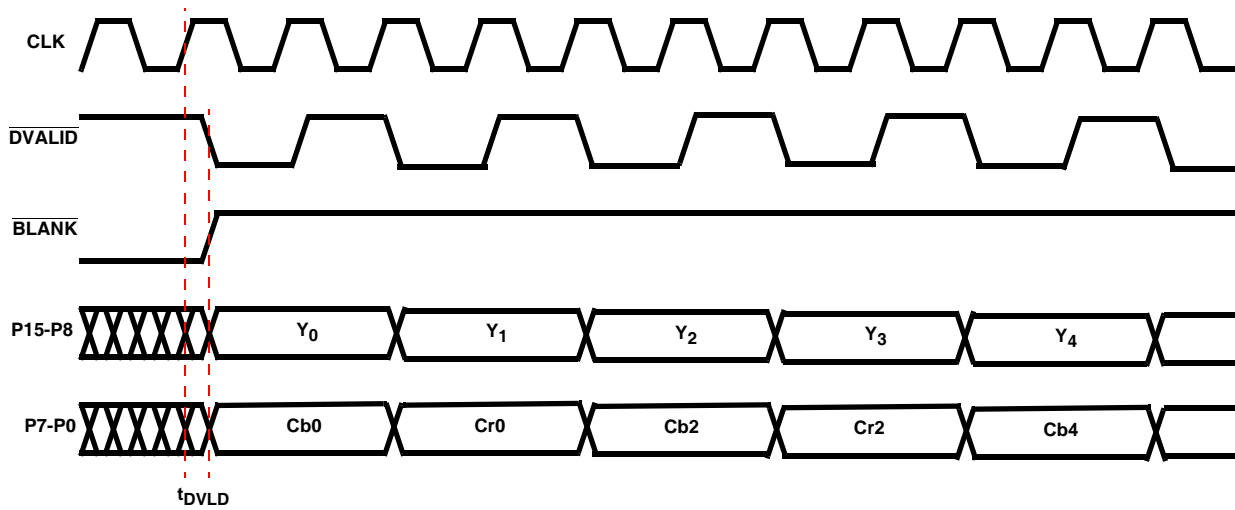 CLK
DVALID
BLANK
P15-P8 Y0 Y1 Y2 Y3 Y4
P7-P0 Cb0 Cr0 Cb2 Cr2 Cb4
tDVLD